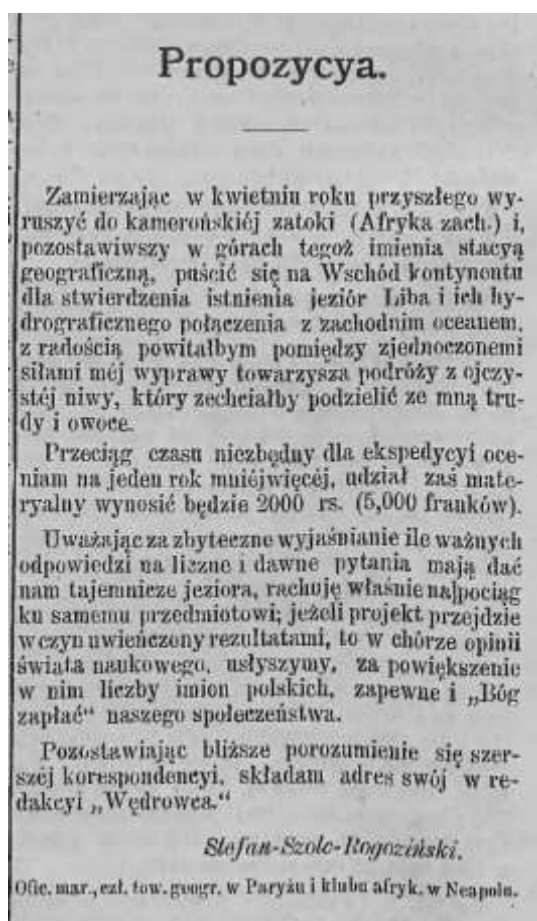 Propozycya.
Zamierzając w kwietniu roku przyszłego wy-
ruszyć do kamerońskiéj zatoki (Afryka zach.) i,
pozostawiwszy w górach tegoż imienia stacyą
geograficzną, puścić się na Wschód kontynentu
dla stwierdzenia istnienia jeziór Liba i ich hy-
drograficznego połączenia z zachodnim oceanem,
z radością powitałbym pomiędzy zjednoczonemi
siłami méj wyprawy towarzysza podróży z ojczy-
stéj niwy, który zechciałby podzielić ze mną tru-
dy i owoce.
Przeciąg czasu niezbędny dla ekspedycyi oce-
niam na jeden rok mniéjwięcéj, udział zaś mate-
ryalny wynosić będzie 2000 rs. (5,000 franków).
Uważając za zbyteczne wyjaśnianie ile ważnych
odpowiedzi na liczne i dawne pytania mają dać
nam tajemnicze jeziora, rachuję właśnie na pociąg
ku samemu przedmiotowi; jeżeli projekt przejdzie
w czyn uwieńczony rezultatami, to w chórze opinii
świata naukowego, usłyszymy, za powiększenie
w nim liczby imion polskich, zapewne i „Bóg
zapłać“ naszego społeczeństwa.
Pozostawiając bliższe porozumienie się szer-
széj korespondencyi, składam adres swój w re-
dakcyi „Wędrowca.“
Stefan-Szolc-Rogoziński.
Ofic. mar., czł. tow. geogr. w Paryżu i klubu afryk. w Neapolu.